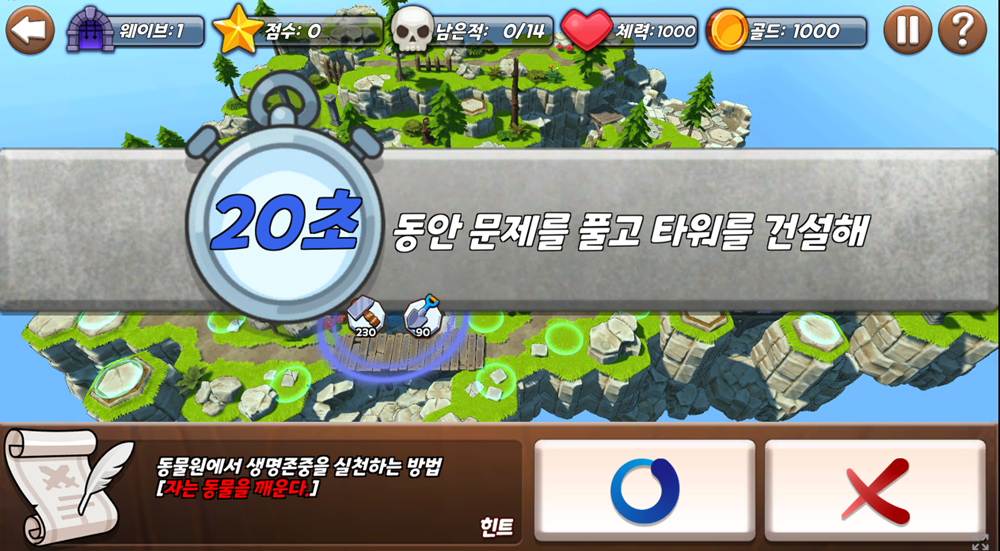 웨이브:1
점수: 0
남은적: 0/14
체력:1000
골드: 1000
?
20초 동안 문제를 풀고 타워를 건설해
230
90
동물원에서 생명존중을 실천하는 방법
[자는 동물을 깨운다.]
힌트